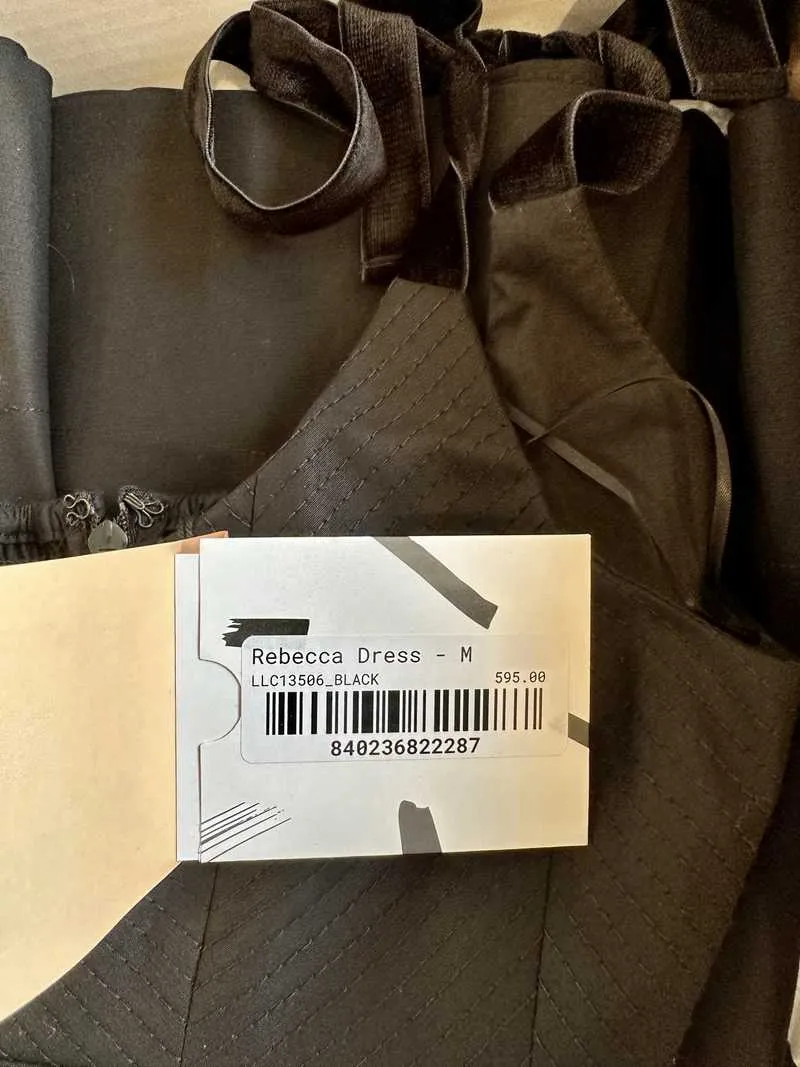 Rebecca Dress - M
LLC13506_BLACK 595.00
840236822287